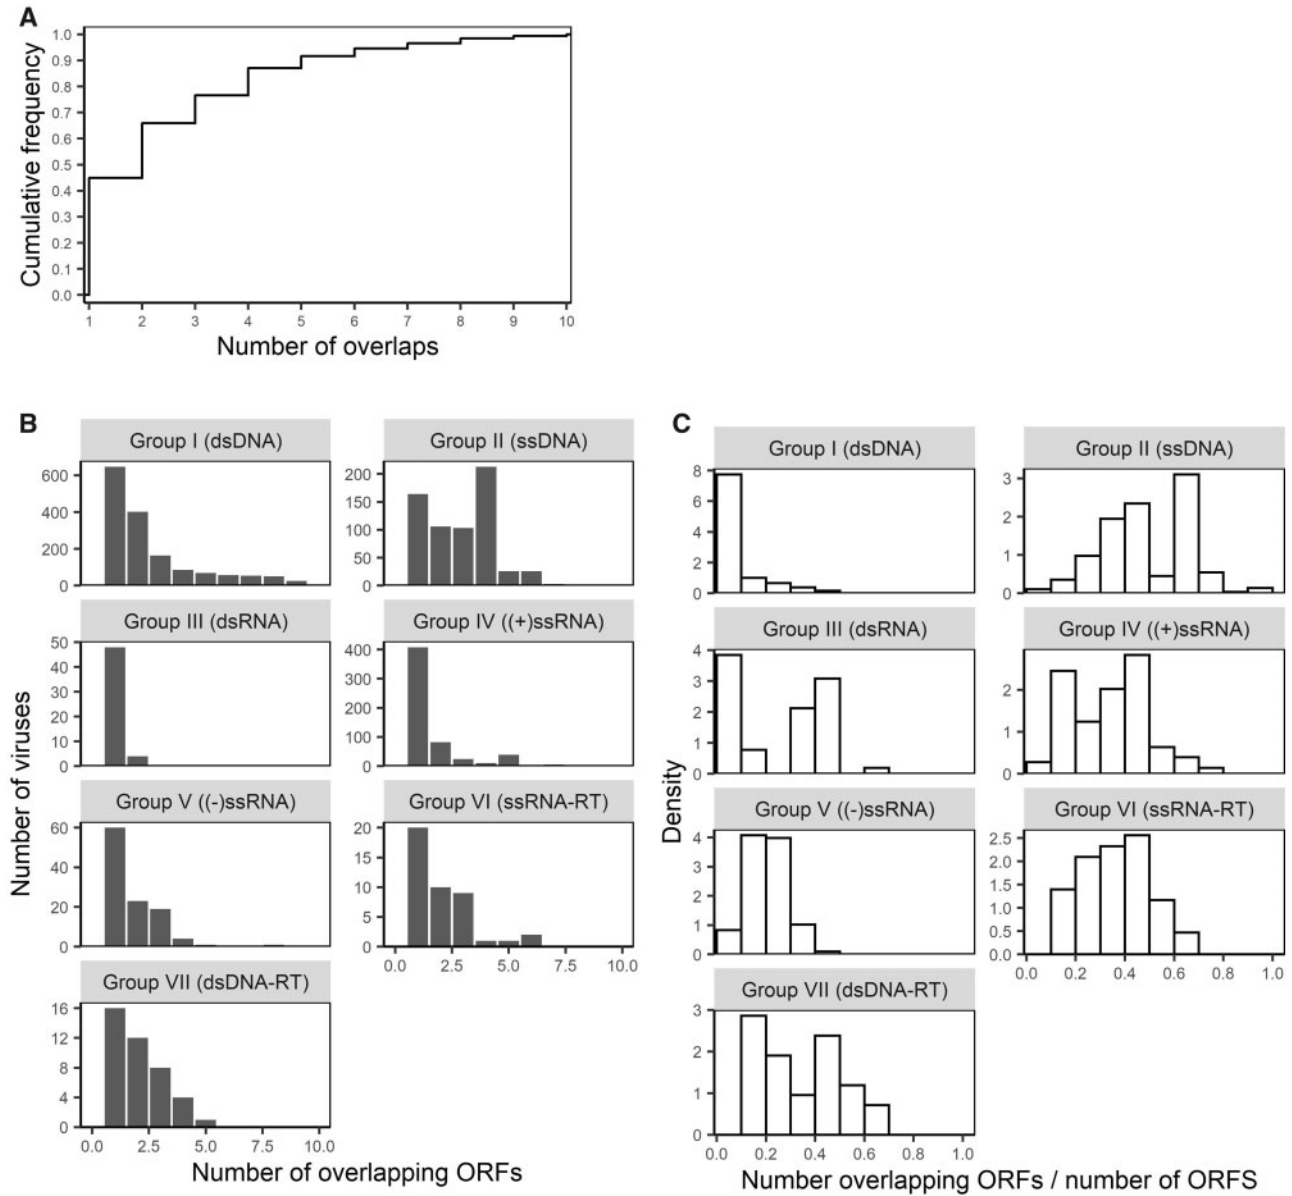 A
Cumulative frequency
1.0
0.9
0.8
0.7
0.6
0.5
0.4
0.3
0.2
0.1
0.0
1 2 3 4 5 6 7 8 9 10
Number of overlaps
B
Number of viruses
Group I (dsDNA)
600
400
200
0
Group II (ssDNA)
200
150
100
50
0
Group III (dsRNA)
50
40
30
20
10
0
Group IV ((+)ssRNA)
400
300
200
100
0
Group V ((-)ssRNA)
60
40
20
0
Group VI (ssRNA-RT)
20
15
10
5
0
0.0 2.5 5.0 7.5 10.0
Group VII (dsDNA-RT)
16
12
8
4
0
0.0 2.5 5.0 7.5 10.0
Number of overlapping ORFs
C
Density
Group I (dsDNA)
8
6
4
2
0
Group II (ssDNA)
3
2
1
0
Group III (dsRNA)
4
3
2
1
0
Group IV ((+)ssRNA)
2
1
0
Group V ((-)ssRNA)
4
3
2
1
0
Group VI (ssRNA-RT)
2.5
2.0
1.5
1.0
0.5
0.0
0.0 0.2 0.4 0.6 0.8 1.0
Group VII (dsDNA-RT)
3
2
1
0
0.0 0.2 0.4 0.6 0.8 1.0
Number overlapping ORFs / number of ORFS